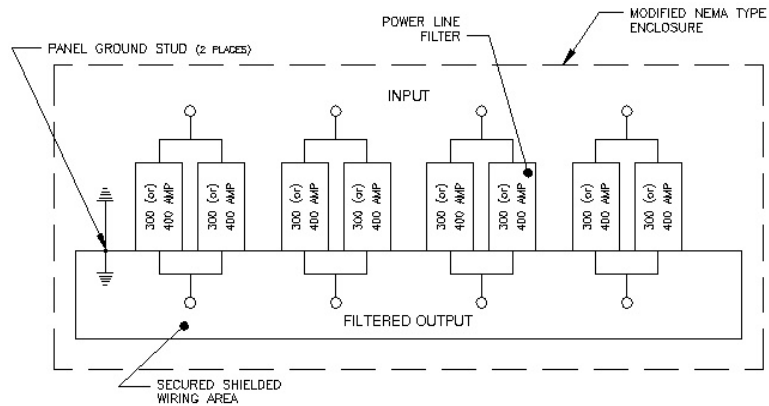 MODIFIED NEMA TYPE
ENCLOSURE
POWER LINE
FILTER
PANEL GROUND STUD (2 PLACES)
INPUT
300 (or)
400 AMP
300 (or)
400 AMP
300 (or)
400 AMP
300 (or)
400 AMP
300 (or)
400 AMP
300 (or)
400 AMP
300 (or)
400 AMP
300 (or)
400 AMP
FILTERED OUTPUT
SECURED SHIELDED
WIRING AREA